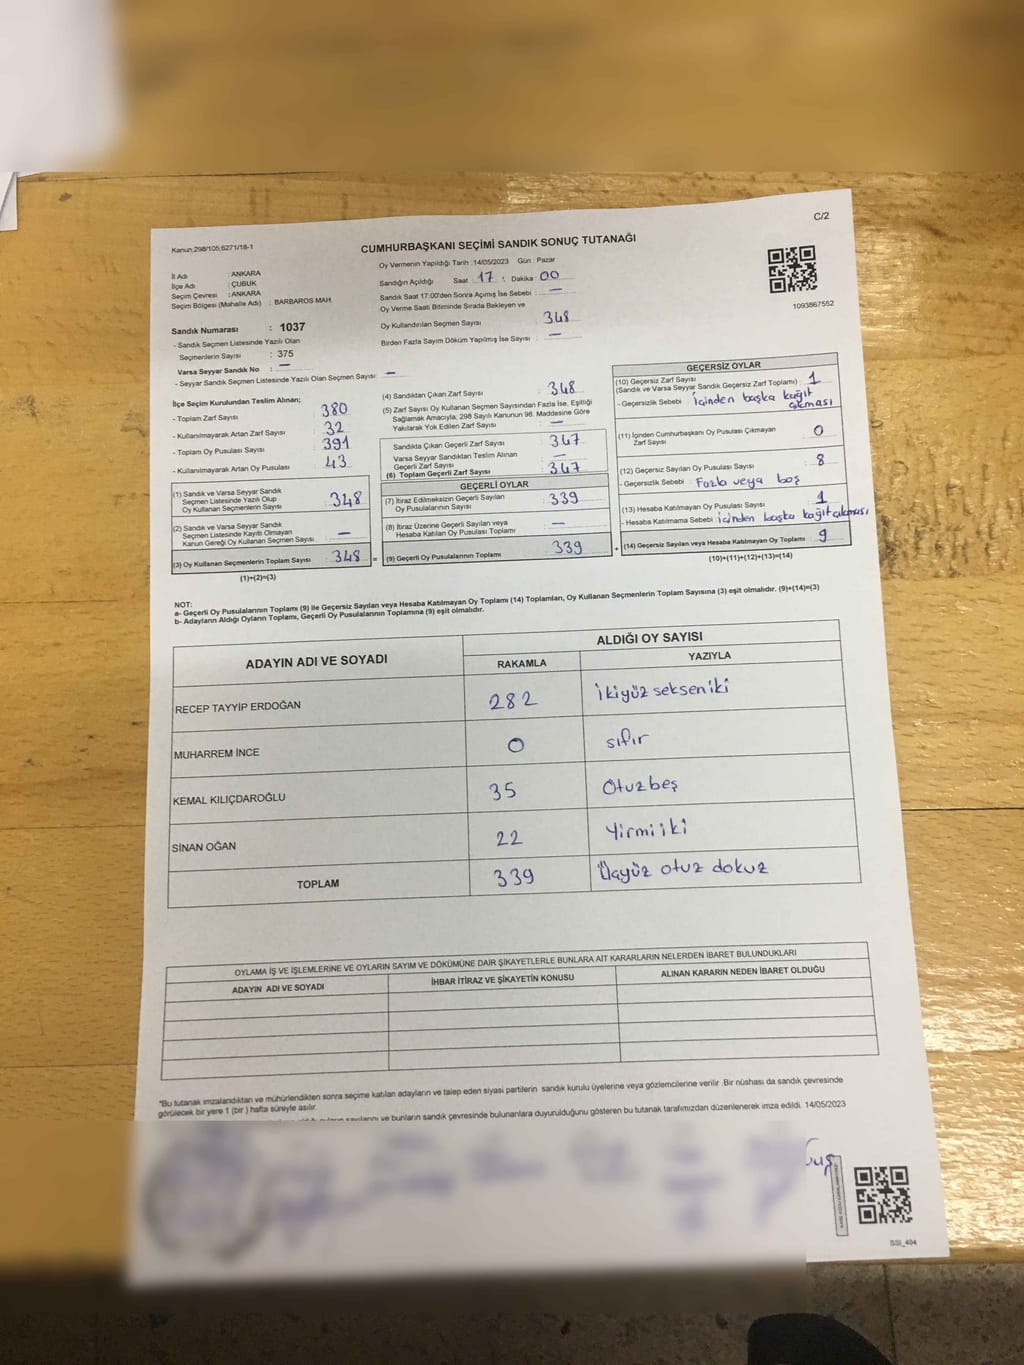 C/2
Kanun:298/105;6271/18-1
CUMHURBAŞKANI SEÇİMİ SANDIK SONUÇ TUTANAĞI
İl Adı : ANKARA
İlçe Adı : ÇUBUK
Seçim Çevresi : ANKARA
Seçim Bölgesi (Mahalle Adı) : BARBAROS MAH.
Sandık Numarası : 1037
- Sandık Seçmen Listesinde Yazılı Olan
Seçmenlerin Sayısı : 375
Varsa Seyyar Sandık No : —
- Seyyar Sandık Seçmen Listesinde Yazılı Olan Seçmen Sayısı: —
Oy Vermenin Yapıldığı Tarih :14/05/2023 Gün : Pazar
Sandığın Açıldığı Saat : 17 , Dakika : 00
Sandık Saat 17:00'den Sonra Açımış İse Sebebi : —
Oy Verme Saati Bitiminde Sırada Bekleyen ve
Oy Kullandırılan Seçmen Sayısı : 348
Birden Fazla Sayım Döküm Yapılmış İse Sayısı : —
1093867552
İlçe Seçim Kurulundan Teslim Alınan;
- Toplam Zarf Sayısı : 380
- Kullanılmayarak Artan Zarf Sayısı : 32
- Toplam Oy Pusulası Sayısı : 391
- Kullanılmayarak Artan Oy Pusulası : 43
(1) Sandık ve Varsa Seyyar Sandık
Seçmen Listesinde Yazılı Olup
Oy Kullanan Seçmenlerin Sayısı : 348
(2) Sandık ve Varsa Seyyar Sandık
Seçmen Listesinde Kayıtlı Olmayan
Kanun Gereği Oy Kullanan Seçmen Sayısı : —
(3) Oy Kullanan Seçmenlerin Toplam Sayısı : 348 =
(1)+(2)=(3)
(4) Sandıktan Çıkan Zarf Sayısı : 348
(5) Zarf Sayısı Oy Kullanan Seçmen Sayısından Fazla İse, Eşitliği
Sağlamak Amacıyla; 298 Sayılı Kanunun 98. Maddesine Göre
Yakılarak Yok Edilen Zarf Sayısı : —
Sandıkta Çıkan Geçerli Zarf Sayısı : 347
Varsa Seyyar Sandıktan Teslim Alınan
Geçerli Zarf Sayısı : —
(6) Toplam Geçerli Zarf Sayısı : 347
GEÇERLİ OYLAR
(7) İtiraz Edilmeksizin Geçerli Sayılan
Oy Pusulasının Sayısı : 339
(8) İtiraz Üzerine Geçerli Sayılan veya
Hesaba Katılan Oy Pusulası Toplamı : —
(9) Geçerli Oy Pusulalarının Toplamı : 339 +
GEÇERSİZ OYLAR
(10) Geçersiz Zarf Sayısı
(Sandık ve Varsa Seyyar Sandık Geçersiz Zarf Toplamı) : 1
- Geçersizlik Sebebi : içinden başka kağıt
çıkması
(11) İçinden Cumhurbaşkanı Oy Pusulası Çıkmayan
Zarf Sayısı : 0
(12) Geçersiz Sayılan Oy Pusulası Sayısı : 8
- Geçersizlik Sebebi : Fazla veya boş
(13) Hesaba Katılmayan Oy Pusulası Sayısı : 1
- Hesaba Katılmama Sebebi : içinden başka kağıt çıkması
(14) Geçersiz Sayılan veya Hesaba Katılmayan Oy Toplamı : 9
(10)+(11)+(12)+(13)=(14)
NOT:
a- Geçerli Oy Pusulalarının Toplamı (9) ile Geçersiz Sayılan veya Hesaba Katılmayan Oy Toplamı (14) Toplamları, Oy Kullanan Seçmenlerin Toplam Sayısına (3) eşit olmalıdır. (9)+(14)=(3)
b- Adayların Aldığı Oyların Toplamı, Geçerli Oy Pusulalarının Toplamına (9) eşit olmalıdır.
ADAYIN ADI VE SOYADI ALDIĞI OY SAYISI
RAKAMLA YAZIYLA
RECEP TAYYİP ERDOĞAN 282 ikiyüz sekseniki
MUHARREM İNCE 0 sıfır
KEMAL KILIÇDAROĞLU 35 Otuzbeş
SİNAN OĞAN 22 Yirmiiki
TOPLAM 339 Üçyüz otuz dokuz
OYLAMA İŞ VE İŞLEMLERİNE VE OYLARIN SAYIM VE DÖKÜMÜNE DAİR ŞİKAYETLERLE BUNLARA AİT KARARLARIN NELERDEN İBARET BULUNDUKLARI
ADAYIN ADI VE SOYADI İHBAR İTİRAZ VE ŞİKAYETİN KONUSU ALINAN KARARIN NEDEN İBARET OLDUĞU
*Bu tutanak imzalandıktan ve mühürlendikten sonra seçime katılan adayların ve talep eden siyasi partilerin sandık kurulu üyelerine veya gözlemcilerine verilir. Bir nüshası da sandık çevresinde
görülecek bir yere 1 (bir ) hafta süreyle asılır.
sayılarını ve bunların sandık çevresinde bulunanlara duyurulduğunu gösteren bu tutanak tarafımızdan düzenlenerek imza edildi. 14/05/2023
SSI_404